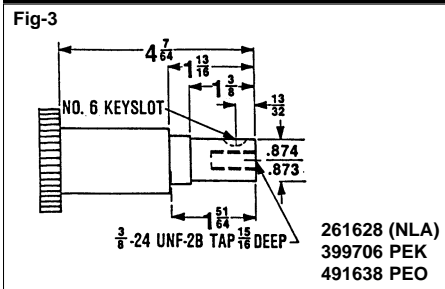 Fig-3
4 7/64
1 13/16
1 3/8
13/32
NO. 6 KEYSLOT
.874
.873
1 51/64
3/8 -24 UNF-2B TAP 15/16 DEEP
261628 (NLA)
399706 PEK
491638 PEO